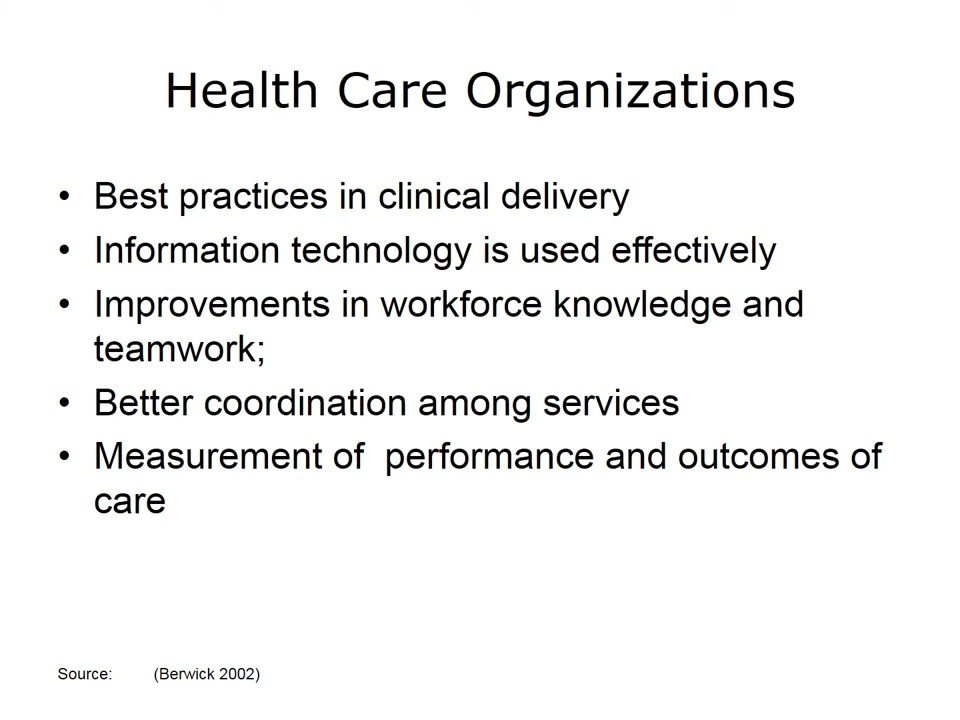 Health Care Organizations
• Best practices in clinical delivery
• Information technology is used effectively
• Improvements in workforce knowledge and
teamwork;
• Better coordination among services
• Measurement of  performance and outcomes of
care
Source: (Berwick 2002)